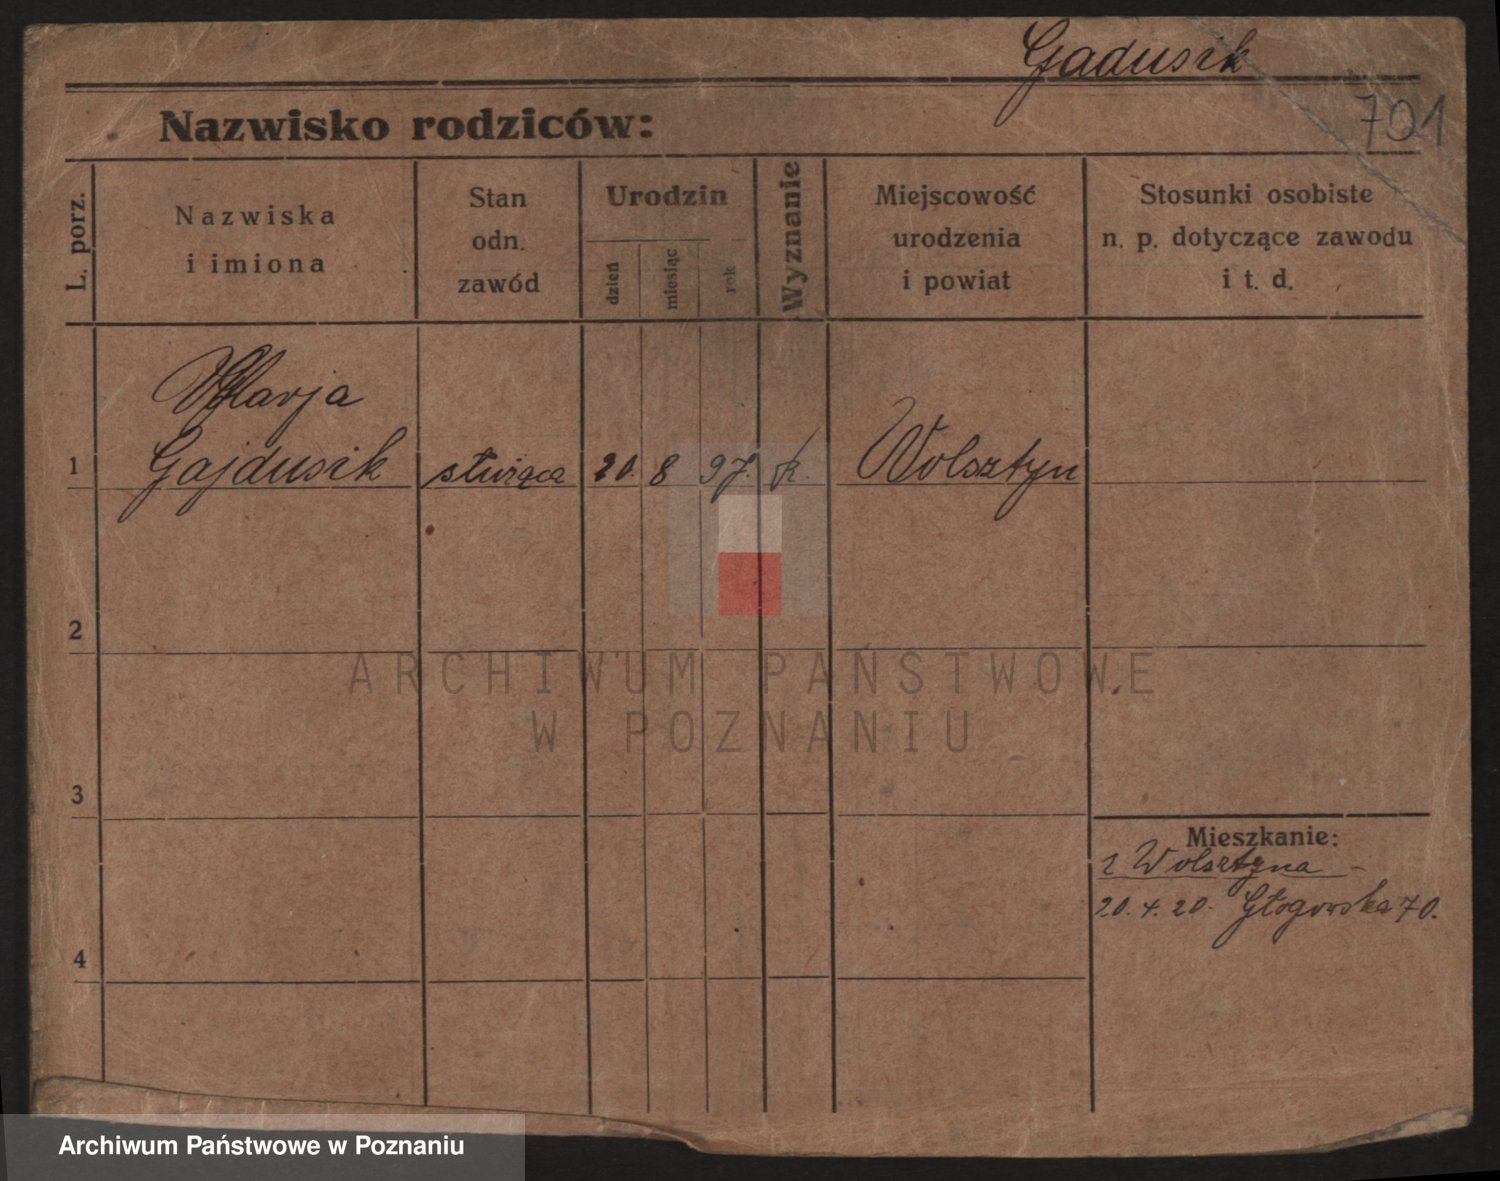 Gadusik
701
Nazwisko rodziców:
L. porz.
Nazwiska
i imiona
Stan
odn.
zawód
Urodzin
dzień
miesiąc
rok
Wyznanie
Miejscowość
urodzenia
i powiat
Stosunki osobiste
n. p. dotyczące zawodu
i t. d.
Marja
1 Gajdusik służąca 20. 8 97. k. Wolsztyn
2
ARCHIWUM PAŃSTWOWE
W POZNANIU
3
Mieszkanie:
z Wolsztyna –
20. 4. 20. Głogowska 70.
4
Archiwum Państwowe w Poznaniu